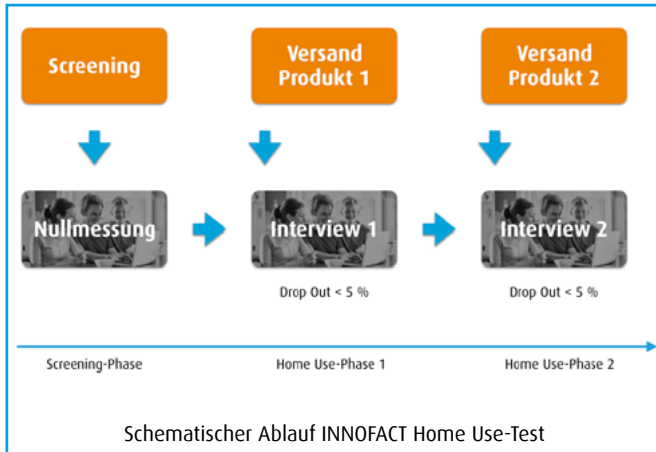 Screening
Versand
Produkt 1
Versand
Produkt 2
Nullmessung
Interview 1
Interview 2
Drop Out < 5 %
Drop Out < 5 %
Screening-Phase
Home Use-Phase 1
Home Use-Phase 2
Schematischer Ablauf INNOFACT Home Use-Test